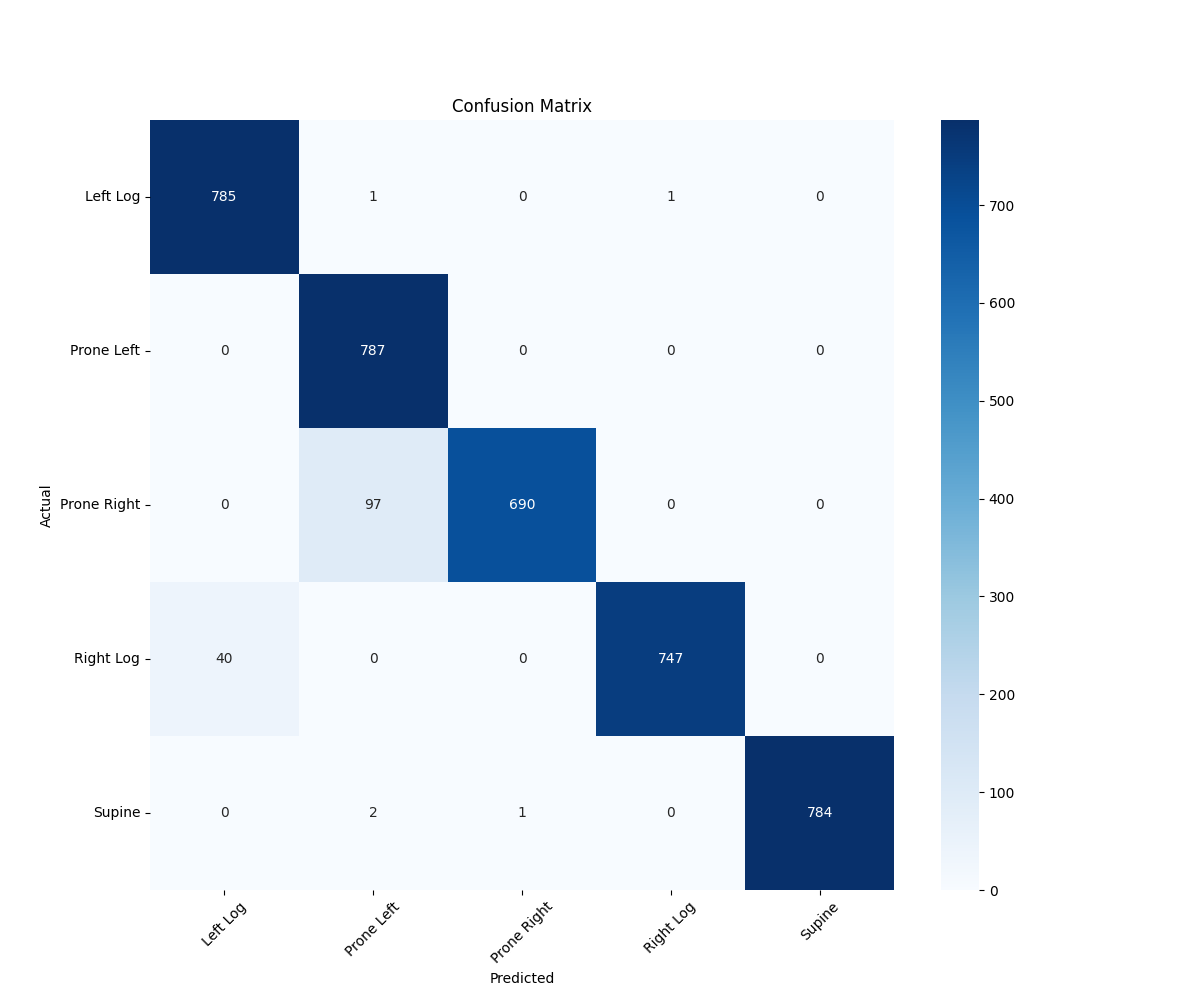 Confusion Matrix
Left Log 785 1 0 1 0
Prone Left 0 787 0 0 0
Prone Right 0 97 690 0 0
Right Log 40 0 0 747 0
Supine 0 2 1 0 784
Actual
Left Log Prone Left Prone Right Right Log Supine
Predicted
700
600
500
400
300
200
100
0